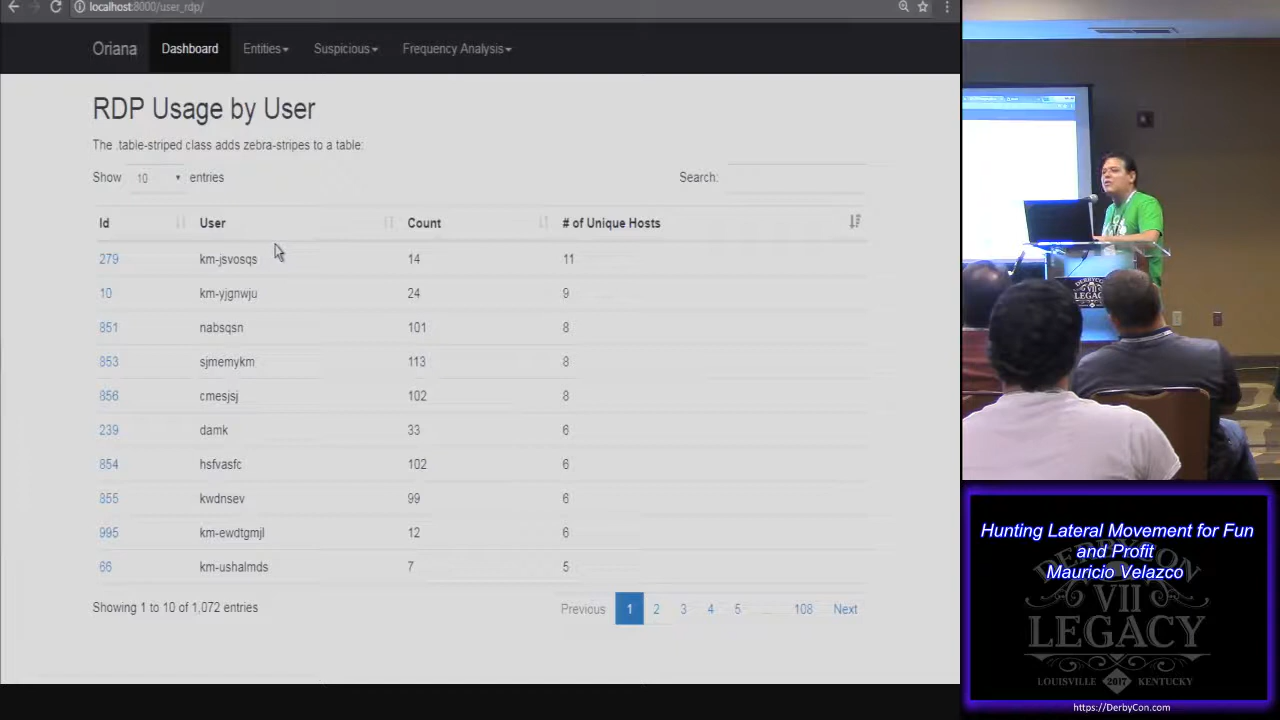 localhost:8000/user_rdp/
Oriana Dashboard Entities Suspicious Frequency Analysis
RDP Usage by User
The .table-striped class adds zebra-stripes to a table:
Show 10 entries Search:
Id User Count # of Unique Hosts
279 km-jsvosqs 14 11
10 km-yjgnwju 24 9
851 nabsqsn 101 8
853 sjmemykm 113 8
856 cmesjsj 102 8
239 damk 33 6
854 hsfvasfc 102 6
855 kwdnsev 99 6
995 km-ewdtgmjl 12 6
66 km-ushalmds 7 5
Showing 1 to 10 of 1,072 entries Previous 1 2 3 4 5 … 108 Next
DERBYCON
VII
LEGACY
Hunting Lateral Movement for Fun
and Profit
Mauricio Velazco
DERBYCON
VII
LEGACY
LOUISVILLE 2017 KENTUCKY
https://DerbyCon.com